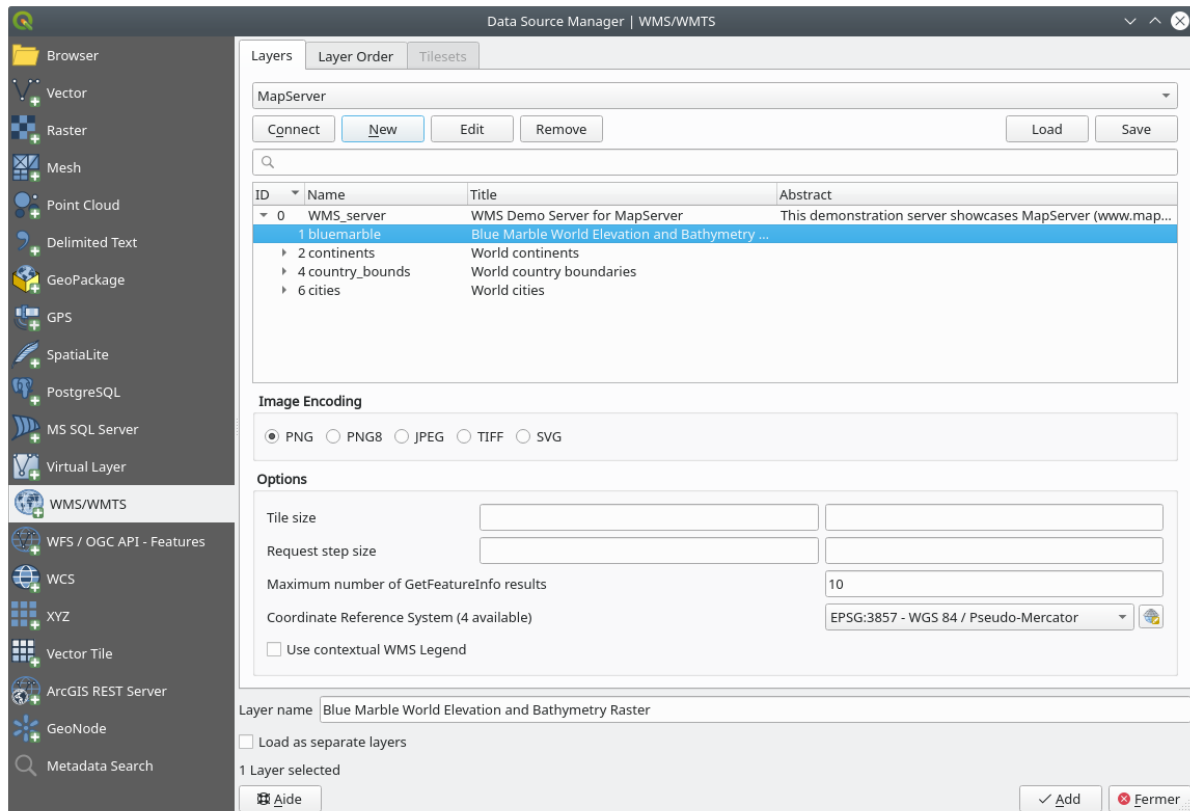 Data Source Manager | WMS/WMTS
Browser
Vector
Raster
Mesh
Point Cloud
Delimited Text
GeoPackage
GPS
SpatiaLite
PostgreSQL
MS SQL Server
Virtual Layer
WMS/WMTS
WFS / OGC API - Features
WCS
XYZ
Vector Tile
ArcGIS REST Server
GeoNode
Metadata Search
Layers Layer Order Tilesets
MapServer
Connect New Edit Remove Load Save
ID Name Title Abstract
0 WMS_server WMS Demo Server for MapServer This demonstration server showcases MapServer (www.map...
1 bluemarble Blue Marble World Elevation and Bathymetry ...
2 continents World continents
4 country_bounds World country boundaries
6 cities World cities
Image Encoding
PNG PNG8 JPEG TIFF SVG
Options
Tile size
Request step size
Maximum number of GetFeatureInfo results 10
Coordinate Reference System (4 available) EPSG:3857 - WGS 84 / Pseudo-Mercator
Use contextual WMS Legend
Layer name Blue Marble World Elevation and Bathymetry Raster
Load as separate layers
1 Layer selected
Aide Add Fermer